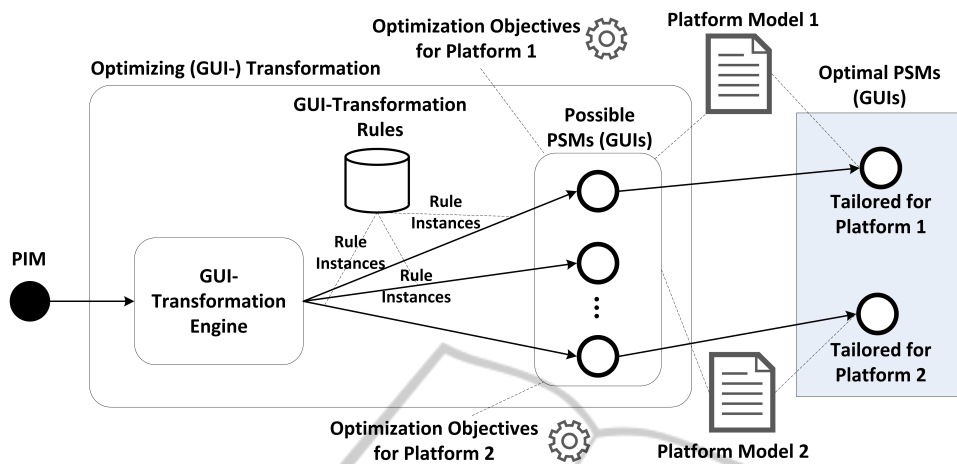 Optimization Objectives
for Platform 1
Platform Model 1
Optimizing (GUI-) Transformation
Optimal PSMs
(GUIs)
GUI-Transformation
Rules
Possible
PSMs (GUIs)
Rule
Instances
Tailored for
Platform 1
Rule
Instances
PIM
GUI-
Transformation
Engine
Rule
Instances
Tailored for
Platform 2
Optimization Objectives
for Platform 2
Platform Model 2